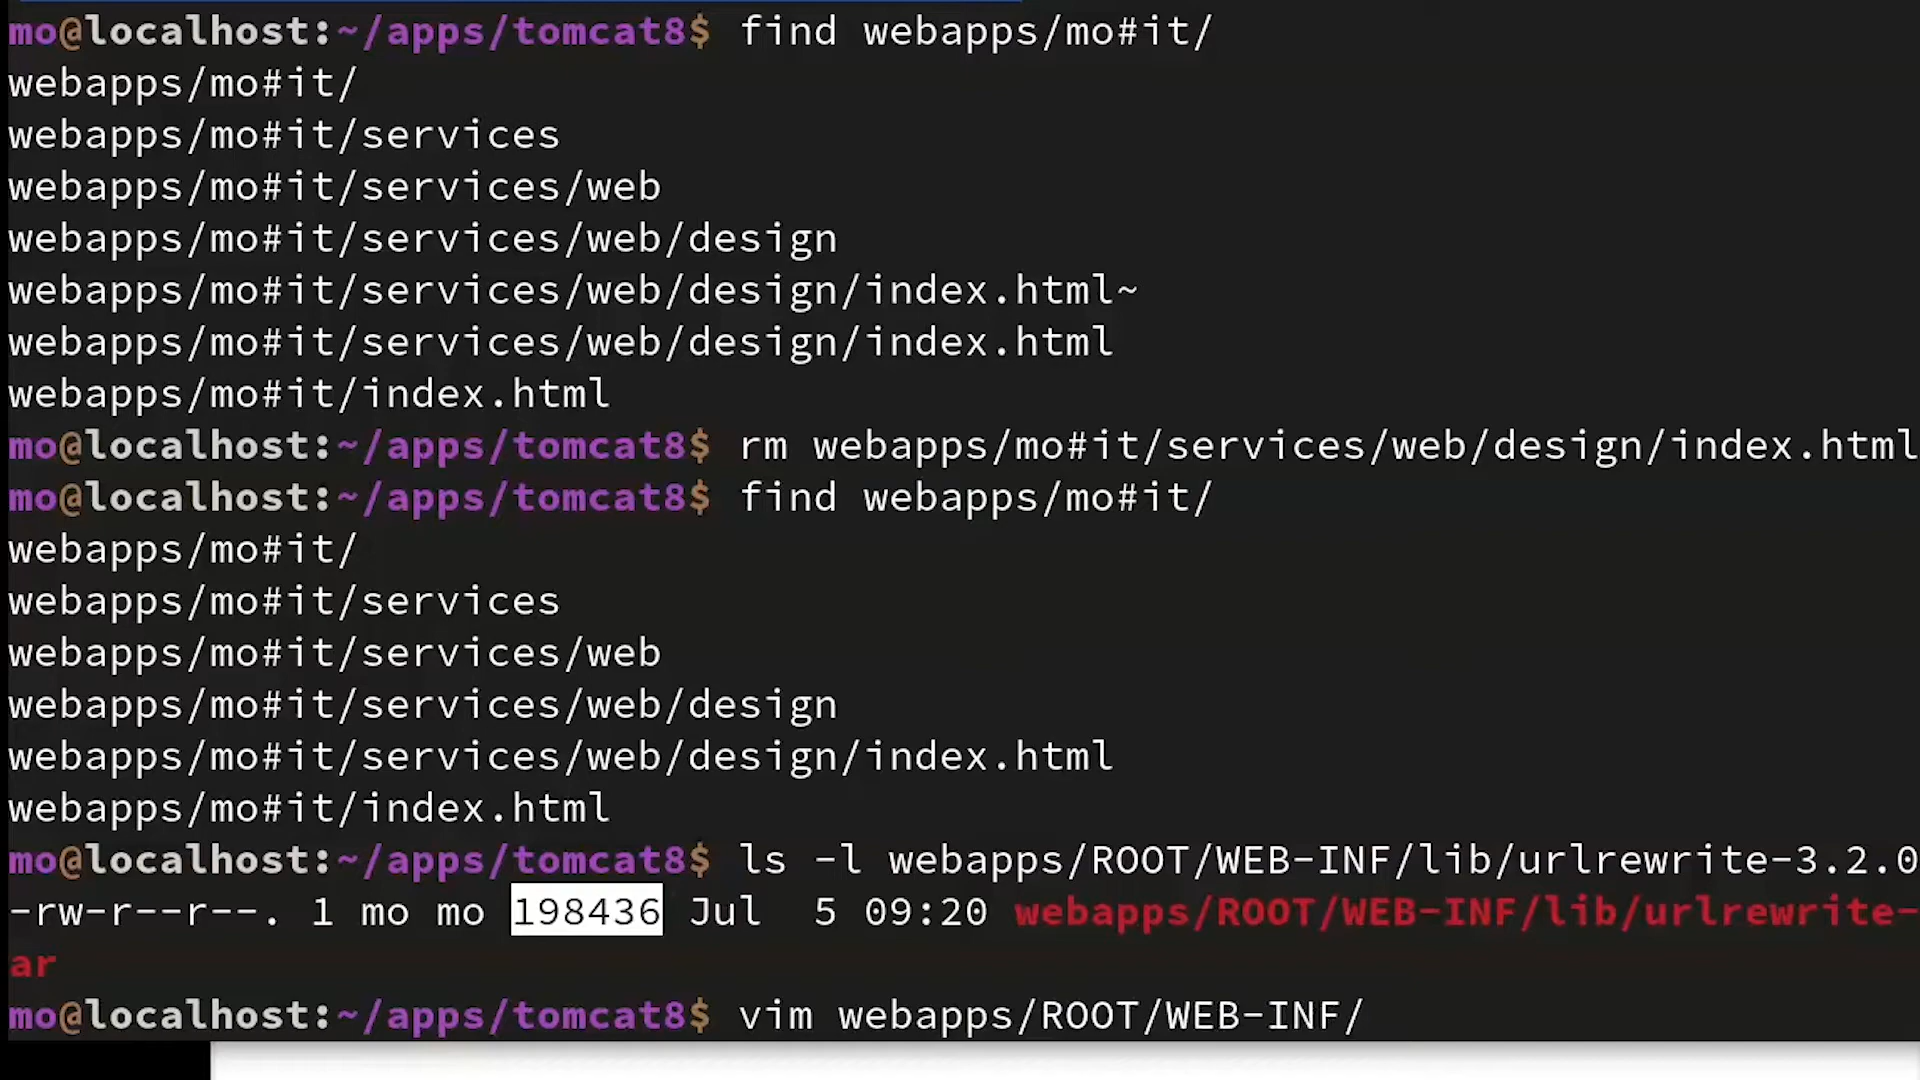 mo@localhost:~/apps/tomcat8$ find webapps/mo#it/
webapps/mo#it/
webapps/mo#it/services
webapps/mo#it/services/web
webapps/mo#it/services/web/design
webapps/mo#it/services/web/design/index.html~
webapps/mo#it/services/web/design/index.html
webapps/mo#it/index.html
mo@localhost:~/apps/tomcat8$ rm webapps/mo#it/services/web/design/index.html
mo@localhost:~/apps/tomcat8$ find webapps/mo#it/
webapps/mo#it/
webapps/mo#it/services
webapps/mo#it/services/web
webapps/mo#it/services/web/design
webapps/mo#it/services/web/design/index.html
webapps/mo#it/index.html
mo@localhost:~/apps/tomcat8$ ls -l webapps/ROOT/WEB-INF/lib/urlrewrite-3.2.0
-rw-r--r--. 1 mo mo 198436 Jul  5 09:20 webapps/ROOT/WEB-INF/lib/urlrewrite-
ar
mo@localhost:~/apps/tomcat8$ vim webapps/ROOT/WEB-INF/